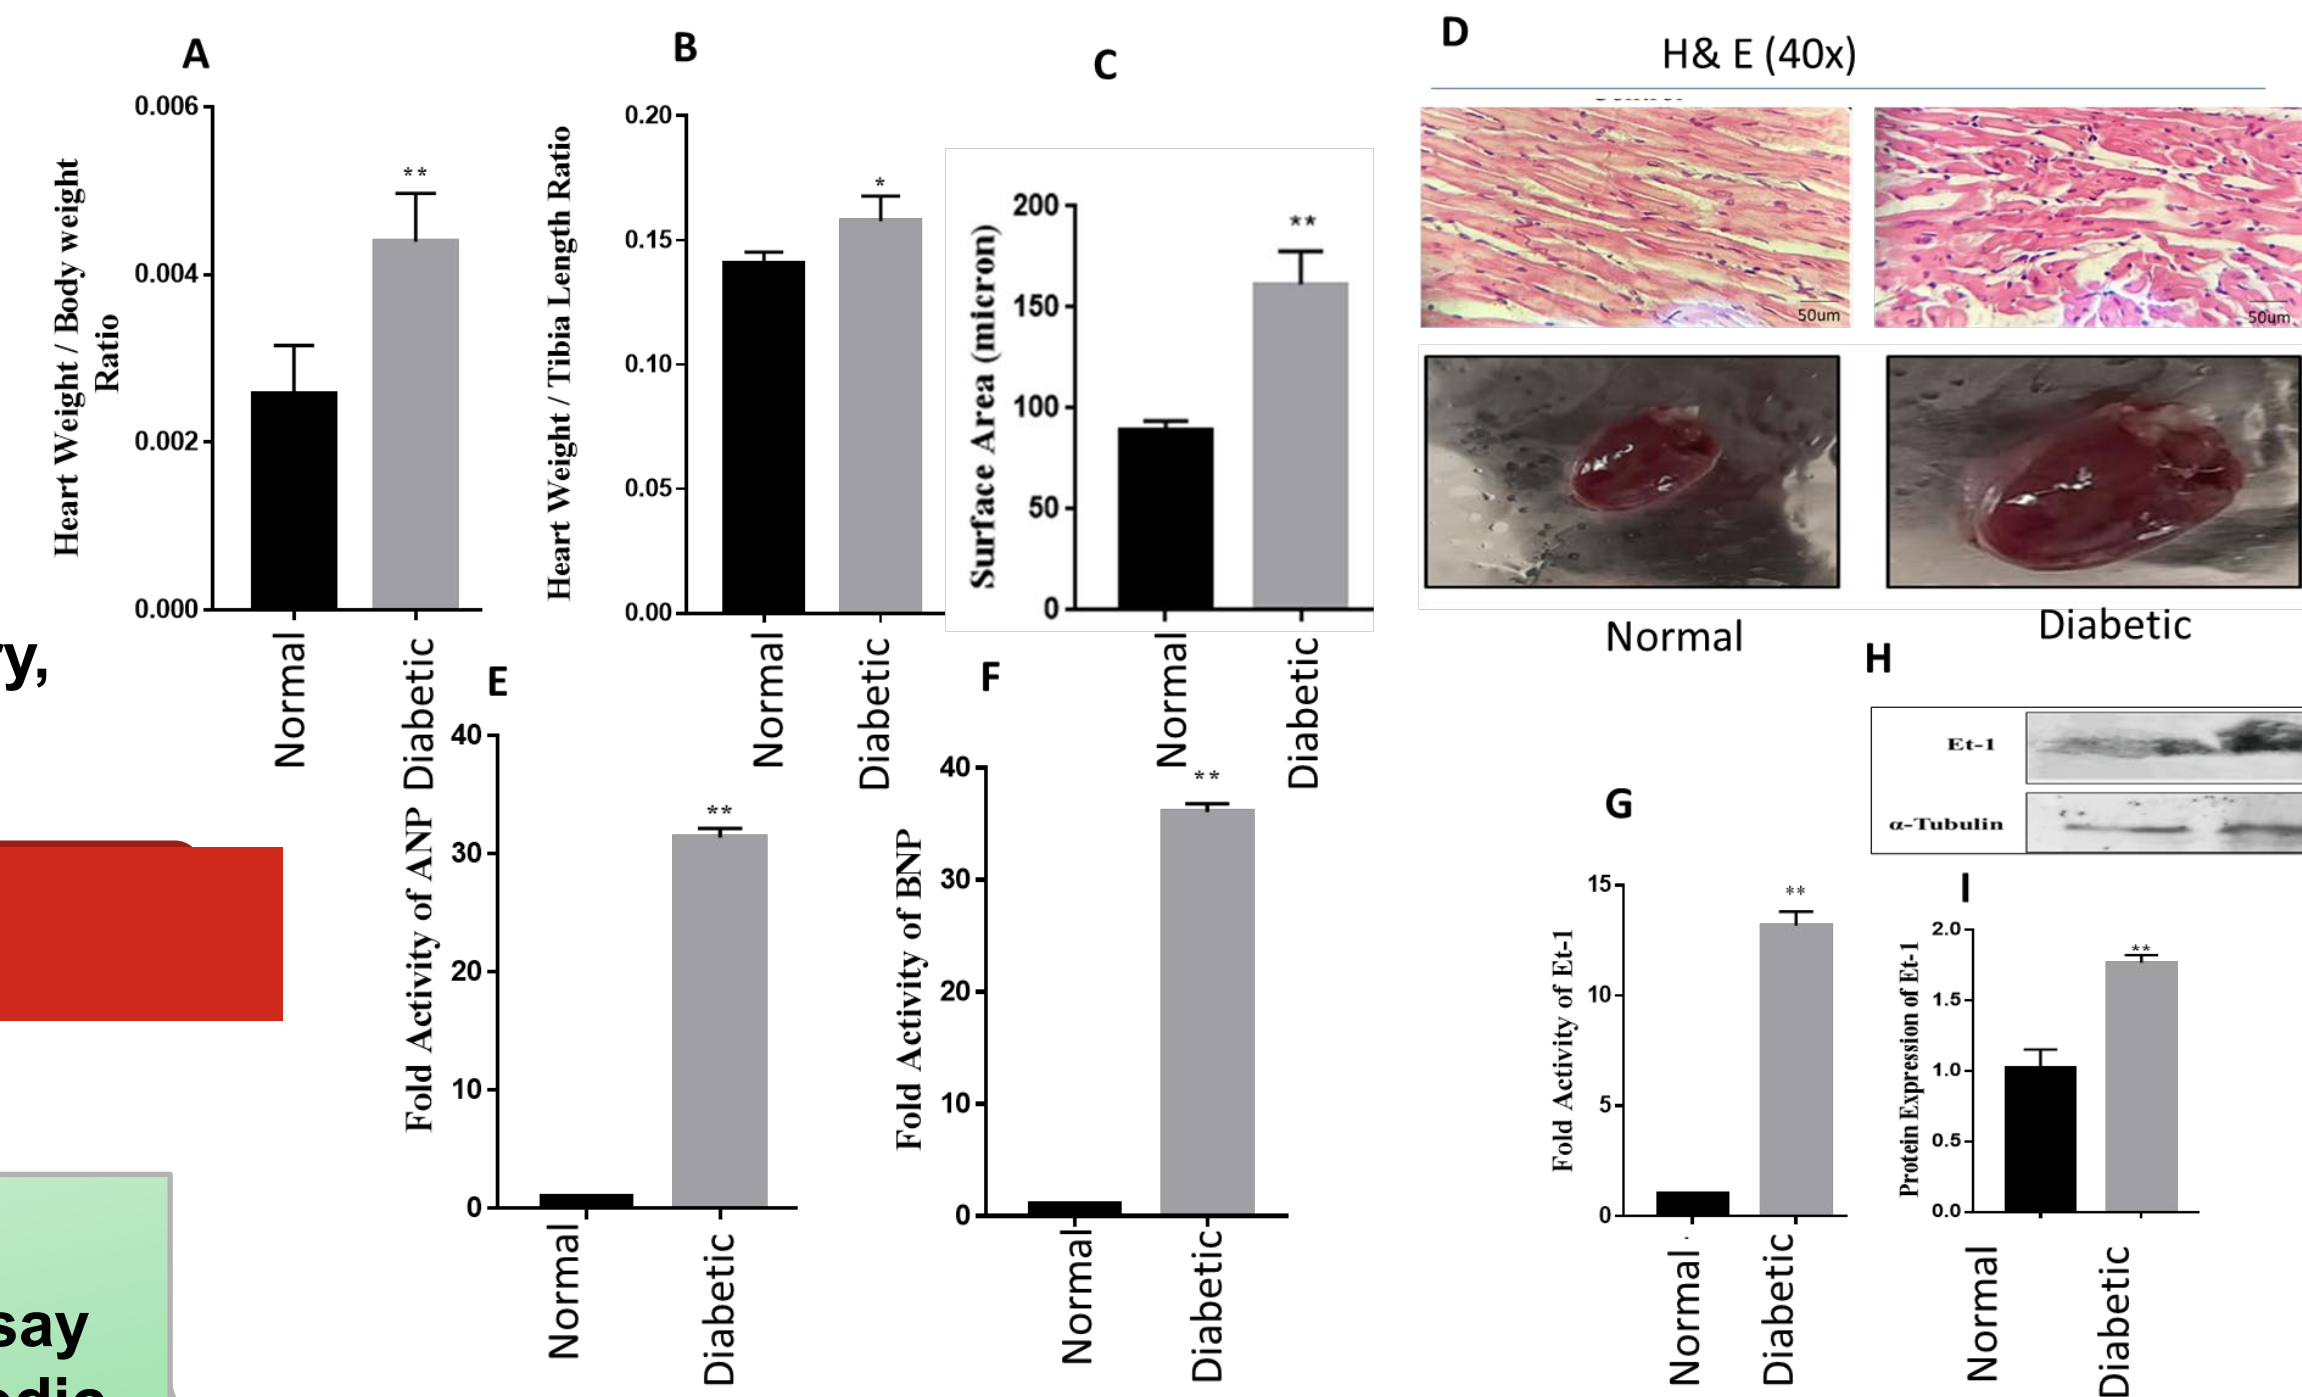 A
0.006
0.004
0.002
0.000
Heart Weight / Body weight
Ratio
**
Normal
Diabetic
B
0.20
0.15
0.10
0.05
0.00
Heart Weight / Tibia Length Ratio
*
Normal
Diabetic
C
200
150
100
50
0
Surface Area (micron)
**
Normal
Diabetic
D
H& E (40x)
50um
50um
Normal
Diabetic
ry,
say
E
40
30
20
10
0
Fold Activity of ANP
**
Normal
Diabetic
F
40
30
20
10
0
Fold Activity of BNP
**
Normal
Diabetic
G
15
10
5
0
Fold Activity of Et-1
**
Normal
Diabetic
H
Et-1
α-Tubulin
I
2.0
1.5
1.0
0.5
0.0
Protein Expression of Et-1
**
Normal
Diabetic